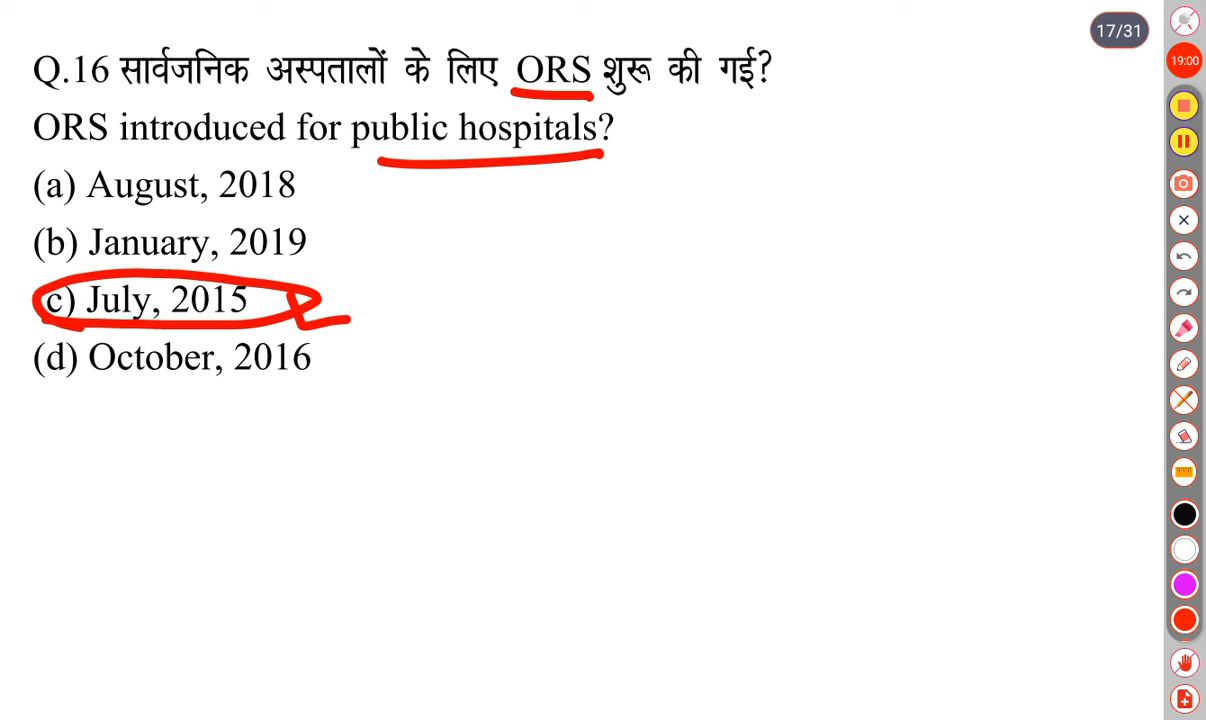 17/31
Q.16 सार्वजनिक अस्पतालों के लिए ORS शुरू की गई?
19:00
ORS introduced for public hospitals?
(a) August, 2018
(b) January, 2019
c) July, 2015
(d) October, 2016